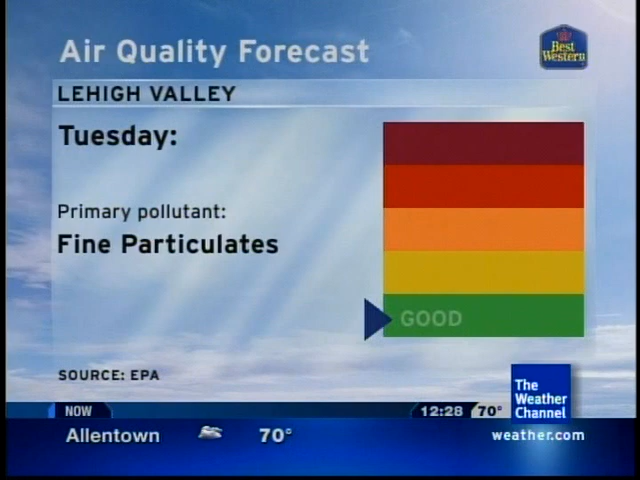 Air Quality Forecast
Best
Western
LEHIGH VALLEY
Tuesday:
Primary pollutant:
Fine Particulates
GOOD
SOURCE: EPA
The
Weather
Channel
NOW
12:28 70°
Allentown 70°
weather.com